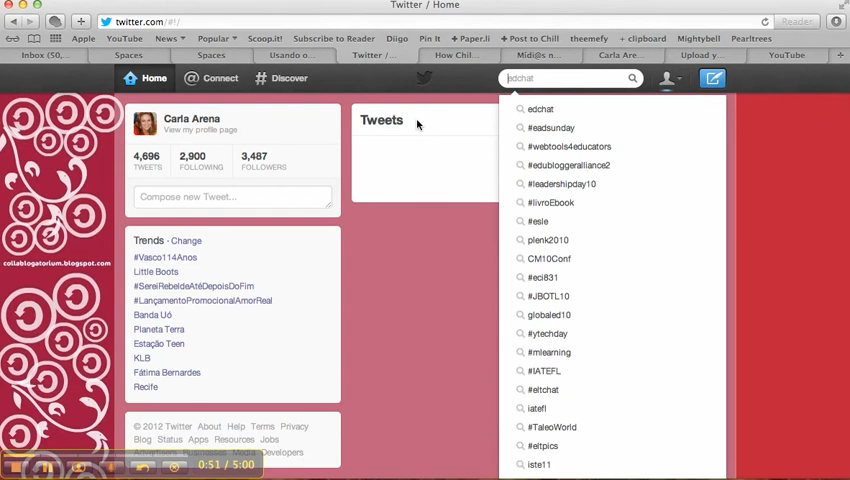 Twitter / Home
twitter.com/#!/
Reader
Apple YouTube News Popular Scoop.it! Subscribe to Reader Diigo Pin It + Paper.li + Post to Chill theemefy + clipboard Mightybell Pearltrees
Inbox (50,... Spaces Spaces Usando o... Twitter /... How Chil... Midi@s n... Carla Are... Upload y... YouTube
Home @ Connect # Discover edchat
Carla Arena
View my profile page
4,696 2,900 3,487
TWEETS FOLLOWING FOLLOWERS
Compose new Tweet...
Trends · Change
#Vasco114Anos
Little Boots
#SereiRebeldeAtéDepoisDoFim
#LançamentoPromocionalAmorReal
Banda Uó
Planeta Terra
Estação Teen
KLB
Fátima Bernardes
Recife
© 2012 Twitter About Help Terms Privacy
Blog Status Apps Resources Jobs
Advertisers Businesses Media Developers
Tweets
edchat
#eadsunday
#webtools4educators
#edubloggeralliance2
#leadershipday10
#livroEbook
#esle
plenk2010
CM10Conf
#eci831
#JBOTL10
globaled10
#ytechday
#mlearning
#IATEFL
#eltchat
iatefl
#TaleoWorld
#eltpics
iste11
collablogatorium.blogspot.com
0:51 / 5:00